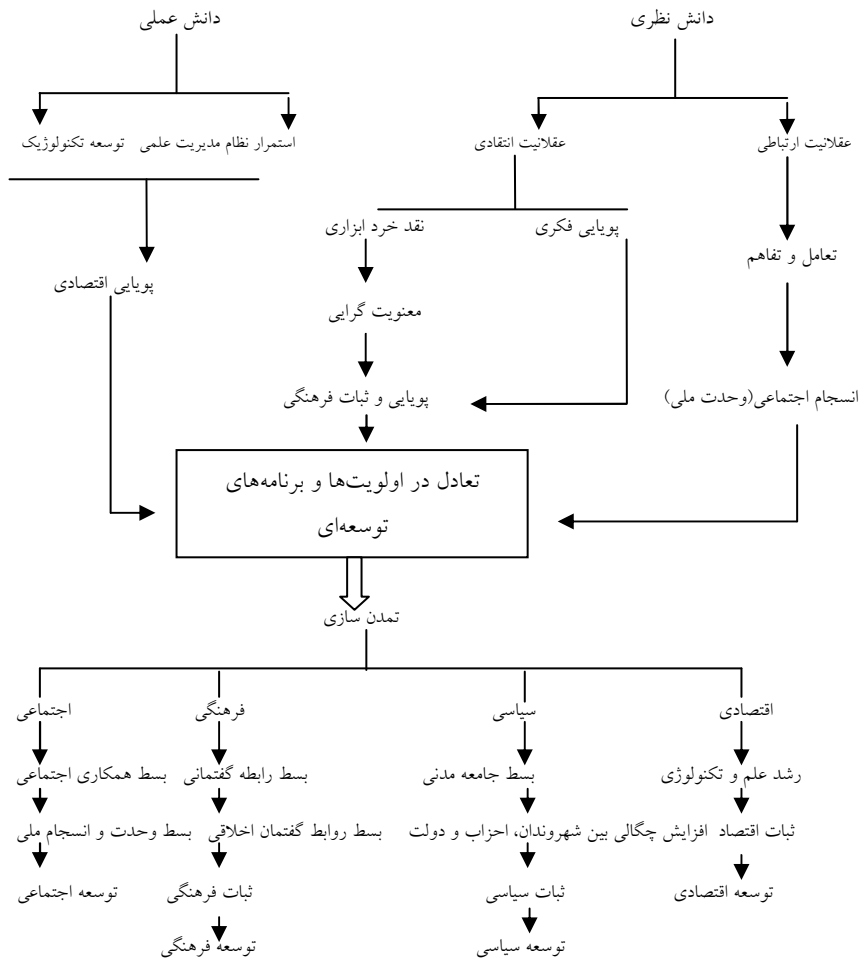 دانش نظری
دانش عملی
عقلانیت ارتباطی
عقلانیت انتقادی
استمرار نظام مدیریت علمی
توسعه تکنولوژیک
پویایی فکری
نقد خرد ابزاری
تعامل و تفاهم
پویایی اقتصادی
معنویت گرایی
انسجام اجتماعی(وحدت ملی)
پویایی و ثبات فرهنگی
تعادل در اولویت‌ها و برنامه‌های
توسعه‌ای
تمدن سازی
اقتصادی
سیاسی
فرهنگی
اجتماعی
رشد علم و تکنولوژی
بسط جامعه مدنی
بسط رابطه گفتمانی
بسط همکاری اجتماعی
ثبات اقتصاد
افزایش چگالی بین شهروندان، احزاب و دولت
بسط روابط گفتمان اخلاقی
بسط وحدت و انسجام ملی
توسعه اقتصادی
ثبات سیاسی
ثبات فرهنگی
توسعه اجتماعی
توسعه سیاسی
توسعه فرهنگی